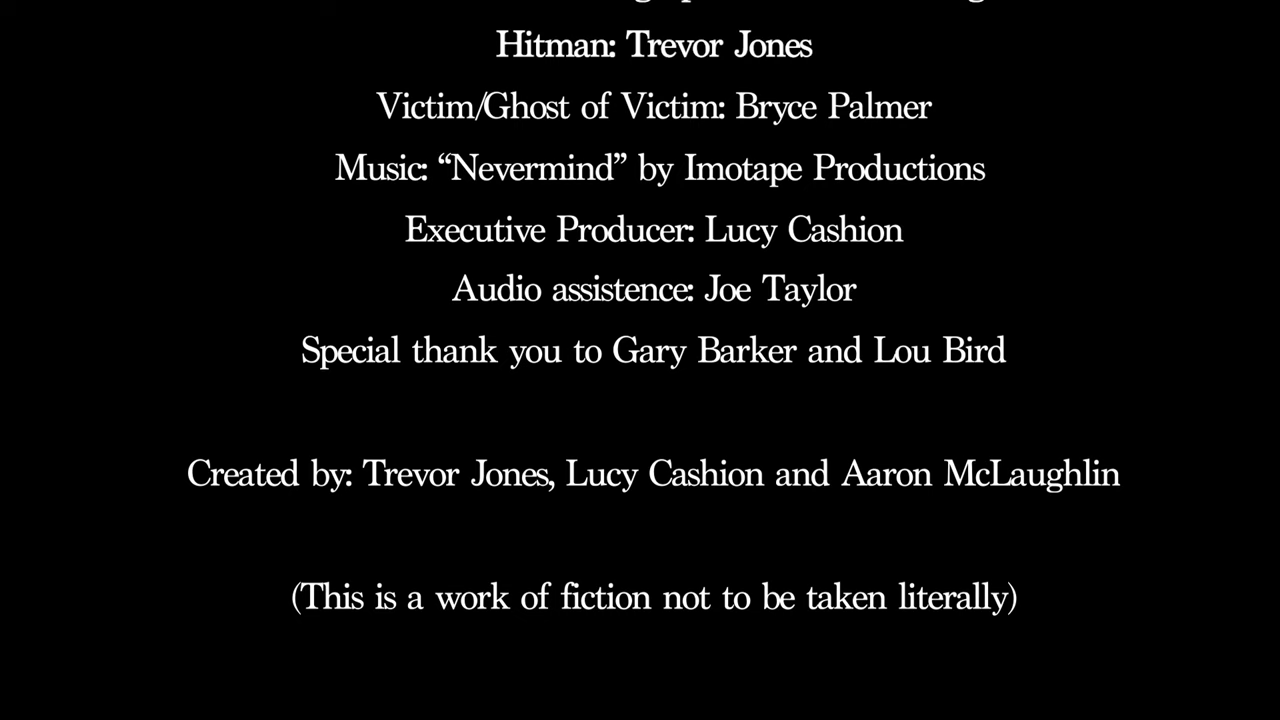 Hitman: Trevor Jones
Victim/Ghost of Victim: Bryce Palmer
Music: “Nevermind” by Imotape Productions
Executive Producer: Lucy Cashion
Audio assistence: Joe Taylor
Special thank you to Gary Barker and Lou Bird
Created by: Trevor Jones, Lucy Cashion and Aaron McLaughlin
(This is a work of fiction not to be taken literally)